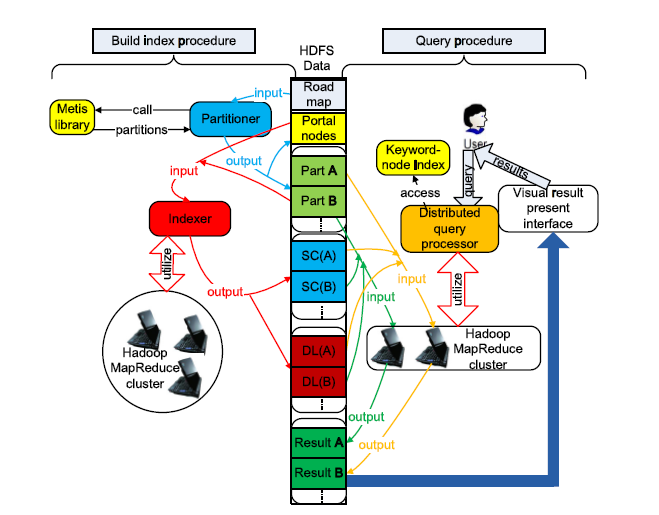 Build index procedure
Query procedure
HDFS
Data
Road
map
input
Metis
library
call
partitions
Partitioner
Portal
nodes
output
input
Part A
Part B
Indexer
utilize
output
Hadoop
MapReduce
cluster
SC(A)
SC(B)
DL(A)
DL(B)
Result A
Result B
User
query
results
Keyword-
node Index
access
Distributed
query
processor
Visual result
present
interface
input
input
utilize
Hadoop
MapReduce
cluster
output
output